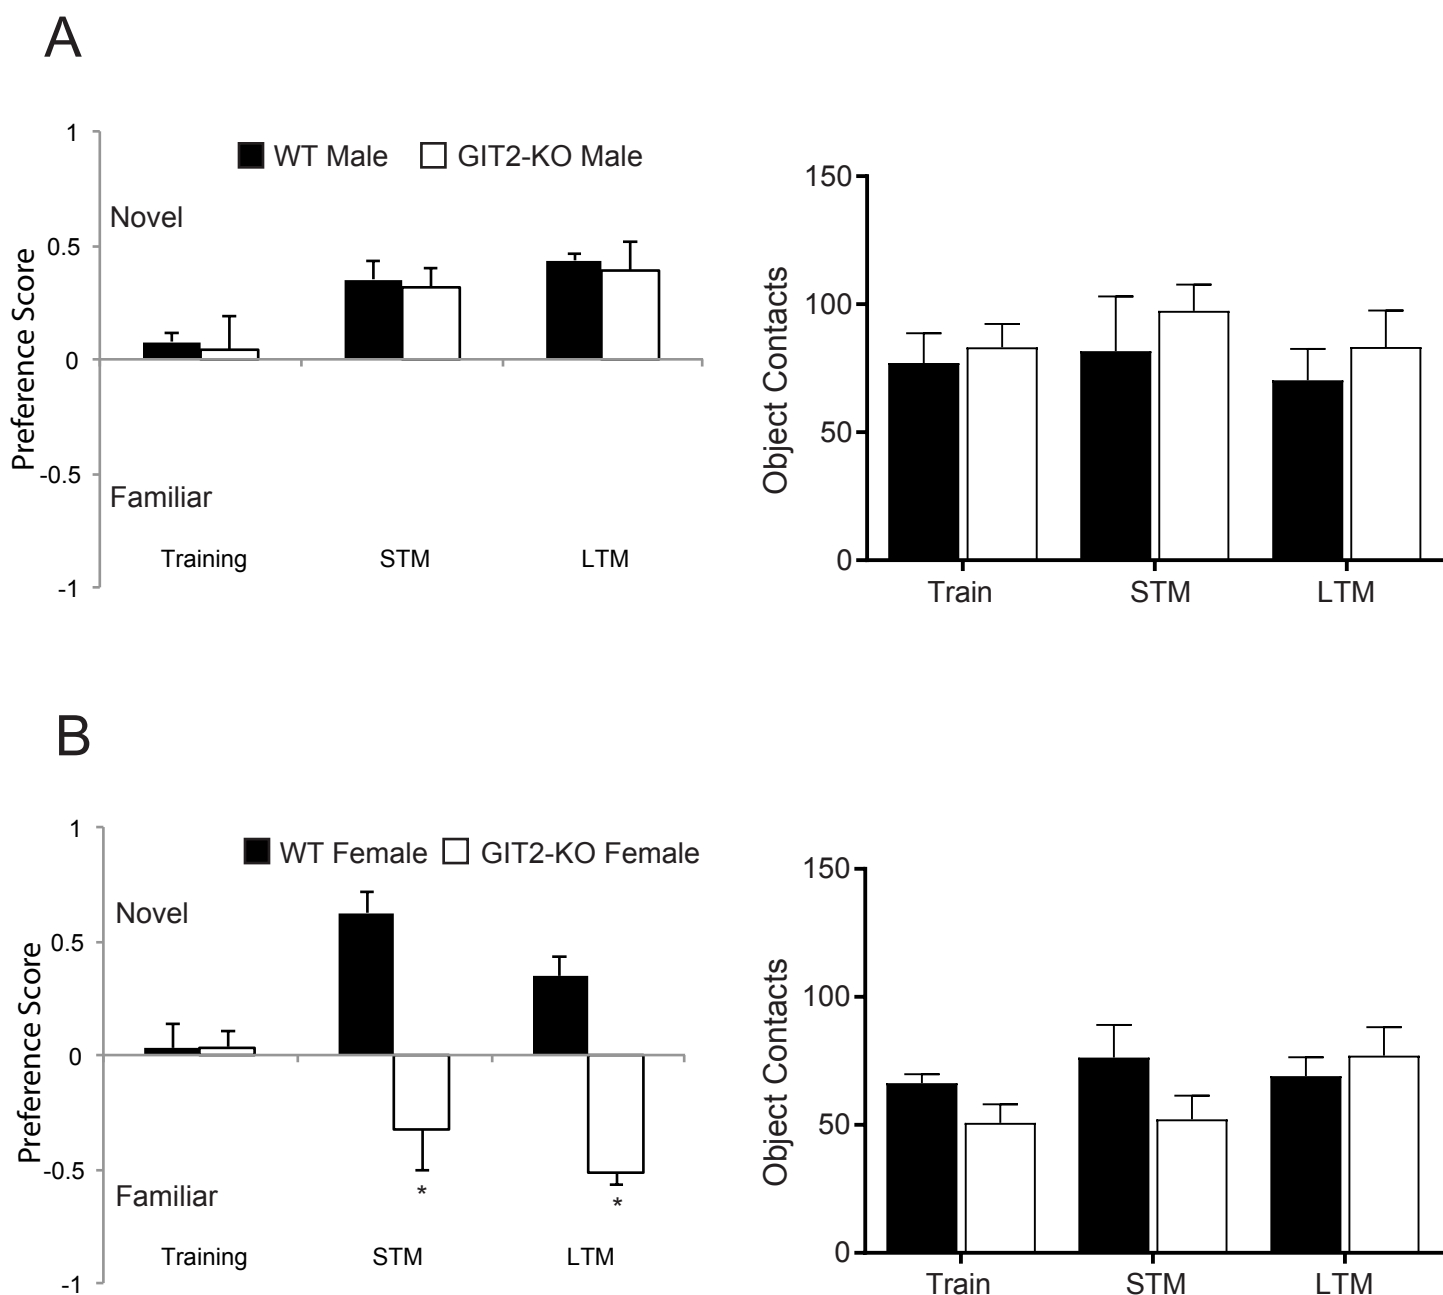 A
1
WT Male
GIT2-KO Male
Novel
0.5
Preference Score
0
-0.5
Familiar
Training
STM
LTM
-1
150
100
Object Contacts
50
0
Train
STM
LTM
B
1
WT Female
GIT2-KO Female
Novel
0.5
Preference Score
0
-0.5
*
*
Familiar
Training
STM
LTM
-1
150
100
Object Contacts
50
0
Train
STM
LTM